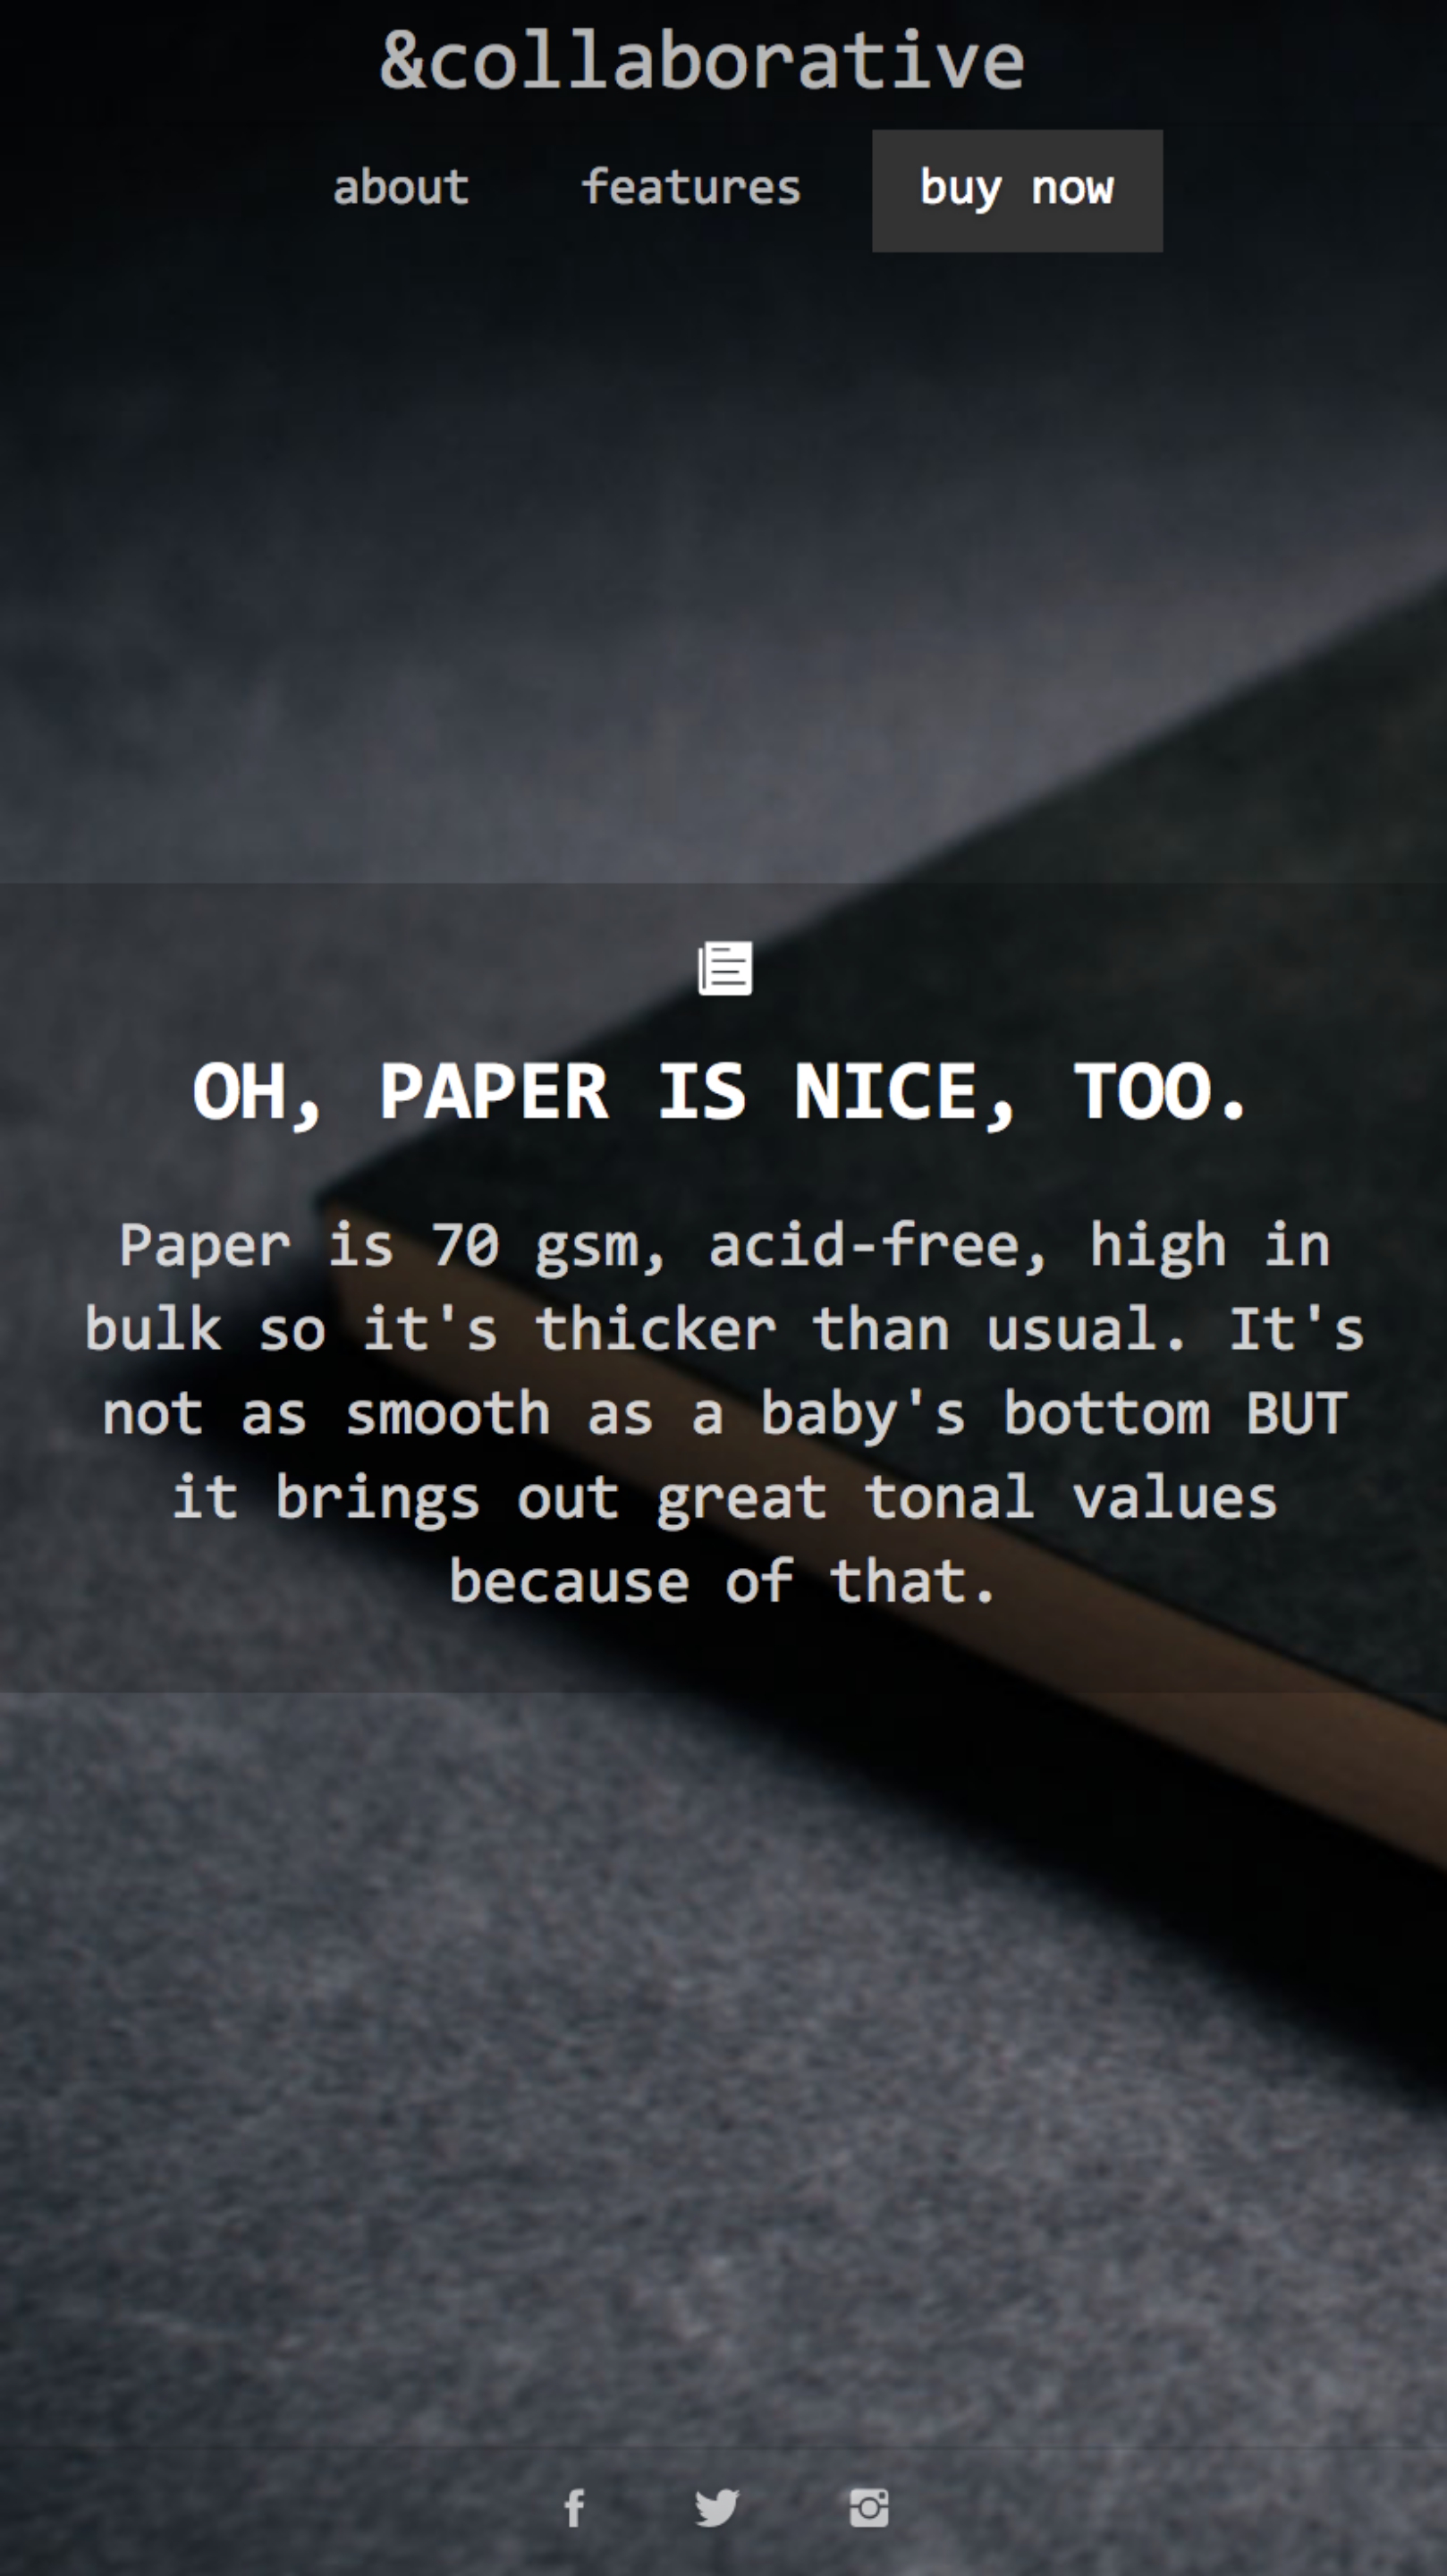 &collaborative
about features buy now
OH, PAPER IS NICE, TOO.
Paper is 70 gsm, acid-free, high in
bulk so it's thicker than usual. It's
not as smooth as a baby's bottom BUT
it brings out great tonal values
because of that.